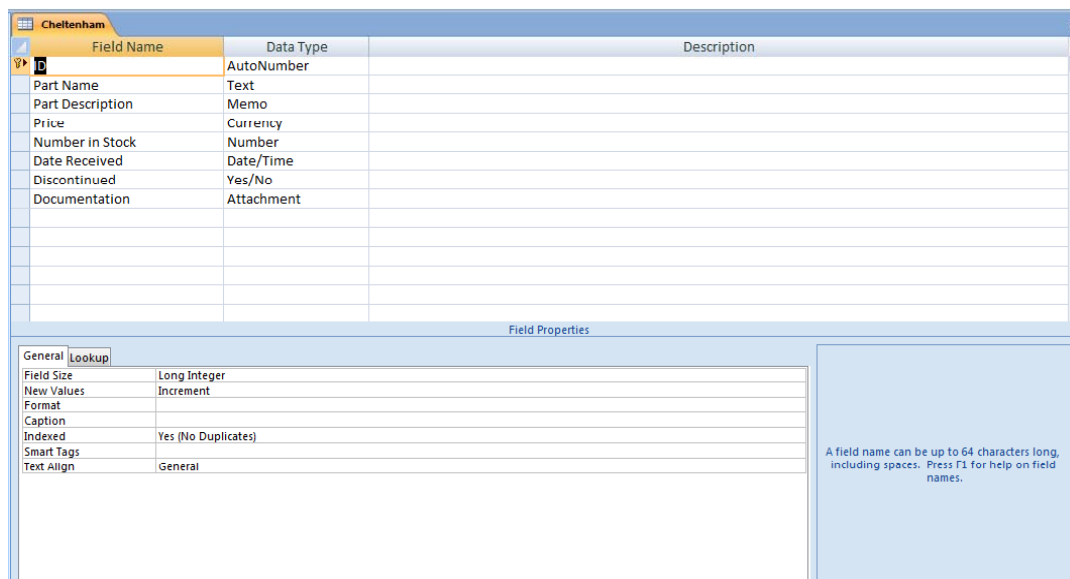 Cheltenham
Field Name Data Type Description
ID AutoNumber
Part Name Text
Part Description Memo
Price Currency
Number in Stock Number
Date Received Date/Time
Discontinued Yes/No
Documentation Attachment
Field Properties
General Lookup
Field Size Long Integer
New Values Increment
Format
Caption
Indexed Yes (No Duplicates)
Smart Tags
Text Align General
A field name can be up to 64 characters long,
including spaces. Press F1 for help on field
names.